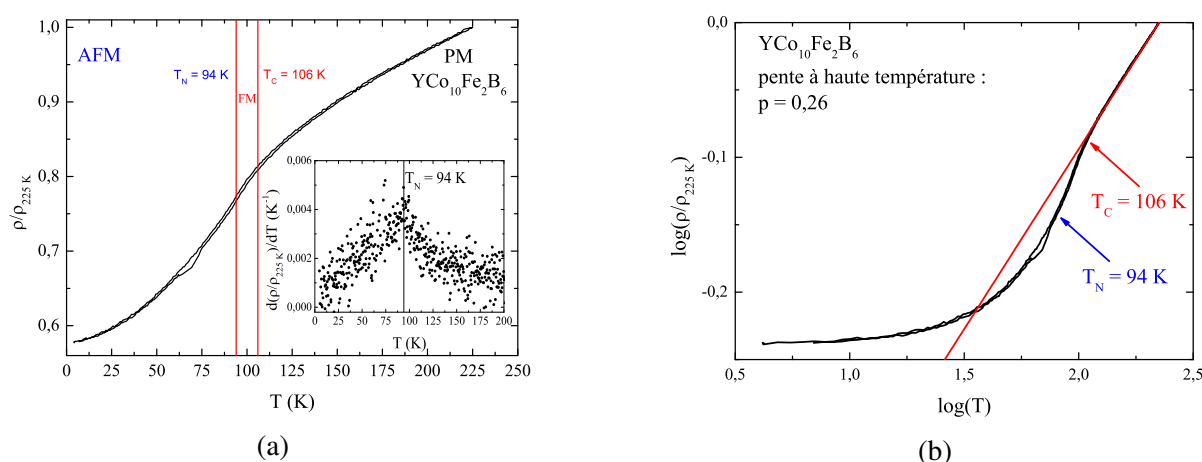 1,0
0,9
0,8
0,7
0,6
ρ/ρ225 K
AFM
T_N = 94 K
T_C = 106 K
FM
PM
YCo10Fe2B6
0,006
0,004
0,002
0,000
d(ρ/ρ225 K)/dT (K⁻¹)
T_N = 94 K
0 25 50 75 100 125 150 175 200
T (K)
0 25 50 75 100 125 150 175 200 225 250
T (K)
(a)
0,0
-0,1
-0,2
log(ρ/ρ225 K)
YCo10Fe2B6
pente à haute température :
p = 0,26
T_C = 106 K
T_N = 94 K
0,5 1,0 1,5 2,0 2,5
log(T)
(b)